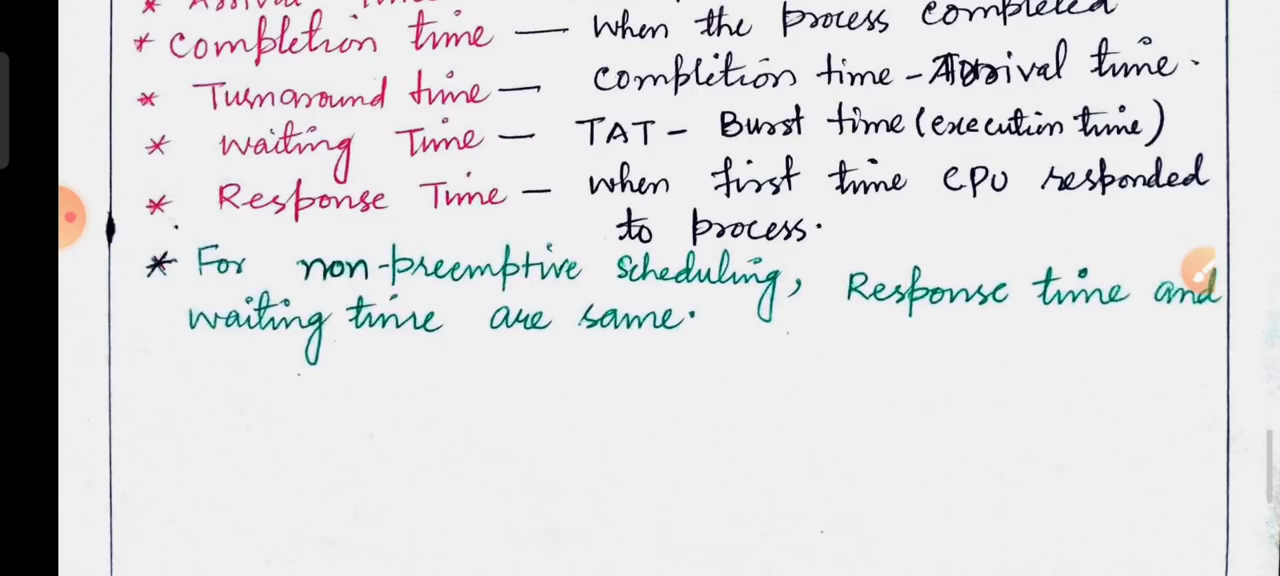 * Arrival Time
* Completion time — when the process completed
* Turnaround time — completion time - Arrival time.
* Waiting Time — TAT - Burst time (execution time)
* Response Time — when first time CPU responded
to process.
* For non-preemptive scheduling, Response time and
waiting time are same.